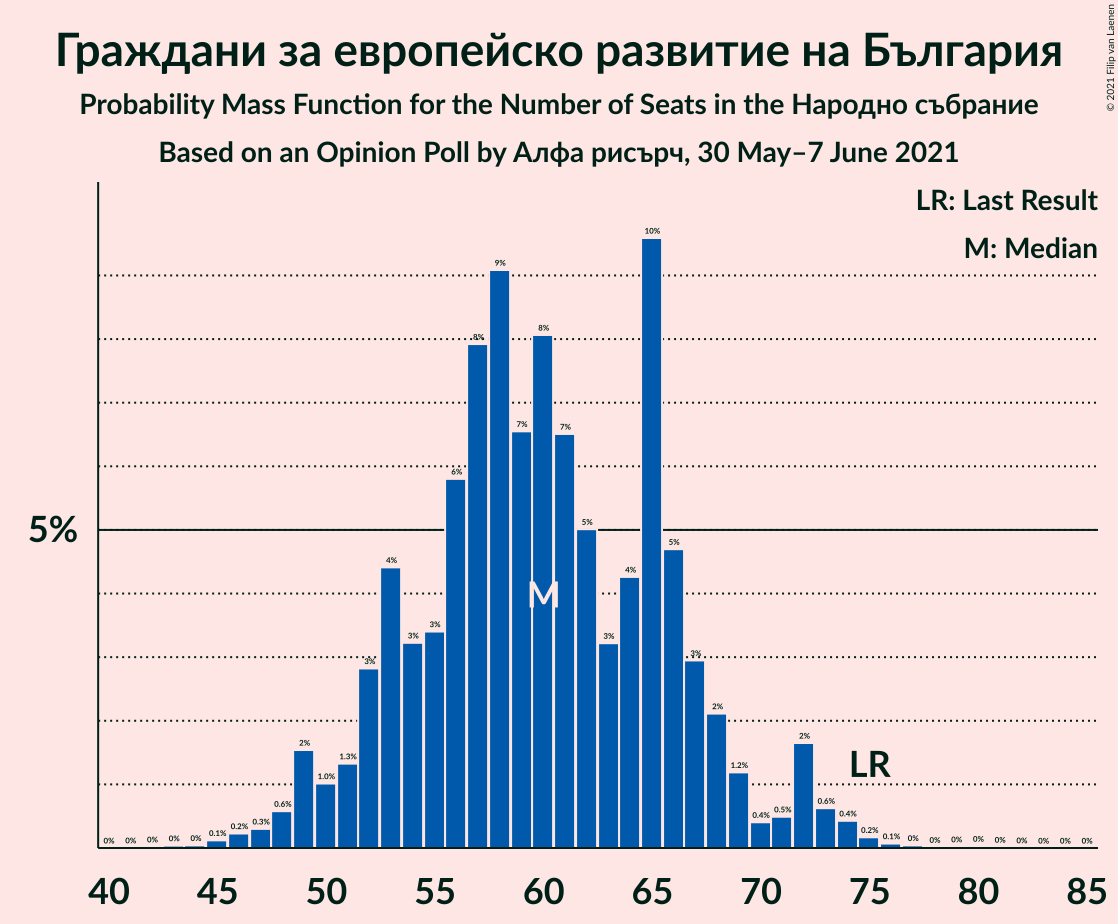 Граждани за европейско развитие на България
Probability Mass Function for the Number of Seats in the Народно събрание
Based on an Opinion Poll by Алфа рисърч, 30 May–7 June 2021
© 2021 Filip van Laenen
LR: Last Result
M: Median
5%
0% 0% 0% 0% 0% 0.1% 0.2% 0.3% 0.6% 2% 1.0% 1.3% 3% 4% 3% 3% 6% 8% 9% 7% 8% 7% 5% 3% 4% 10% 5% 3% 2% 1.2% 0.4% 0.5% 2% 0.6% 0.4% 0.2% 0.1% 0% 0% 0% 0% 0% 0% 0% 0% 0%
M
LR
40 45 50 55 60 65 70 75 80 85